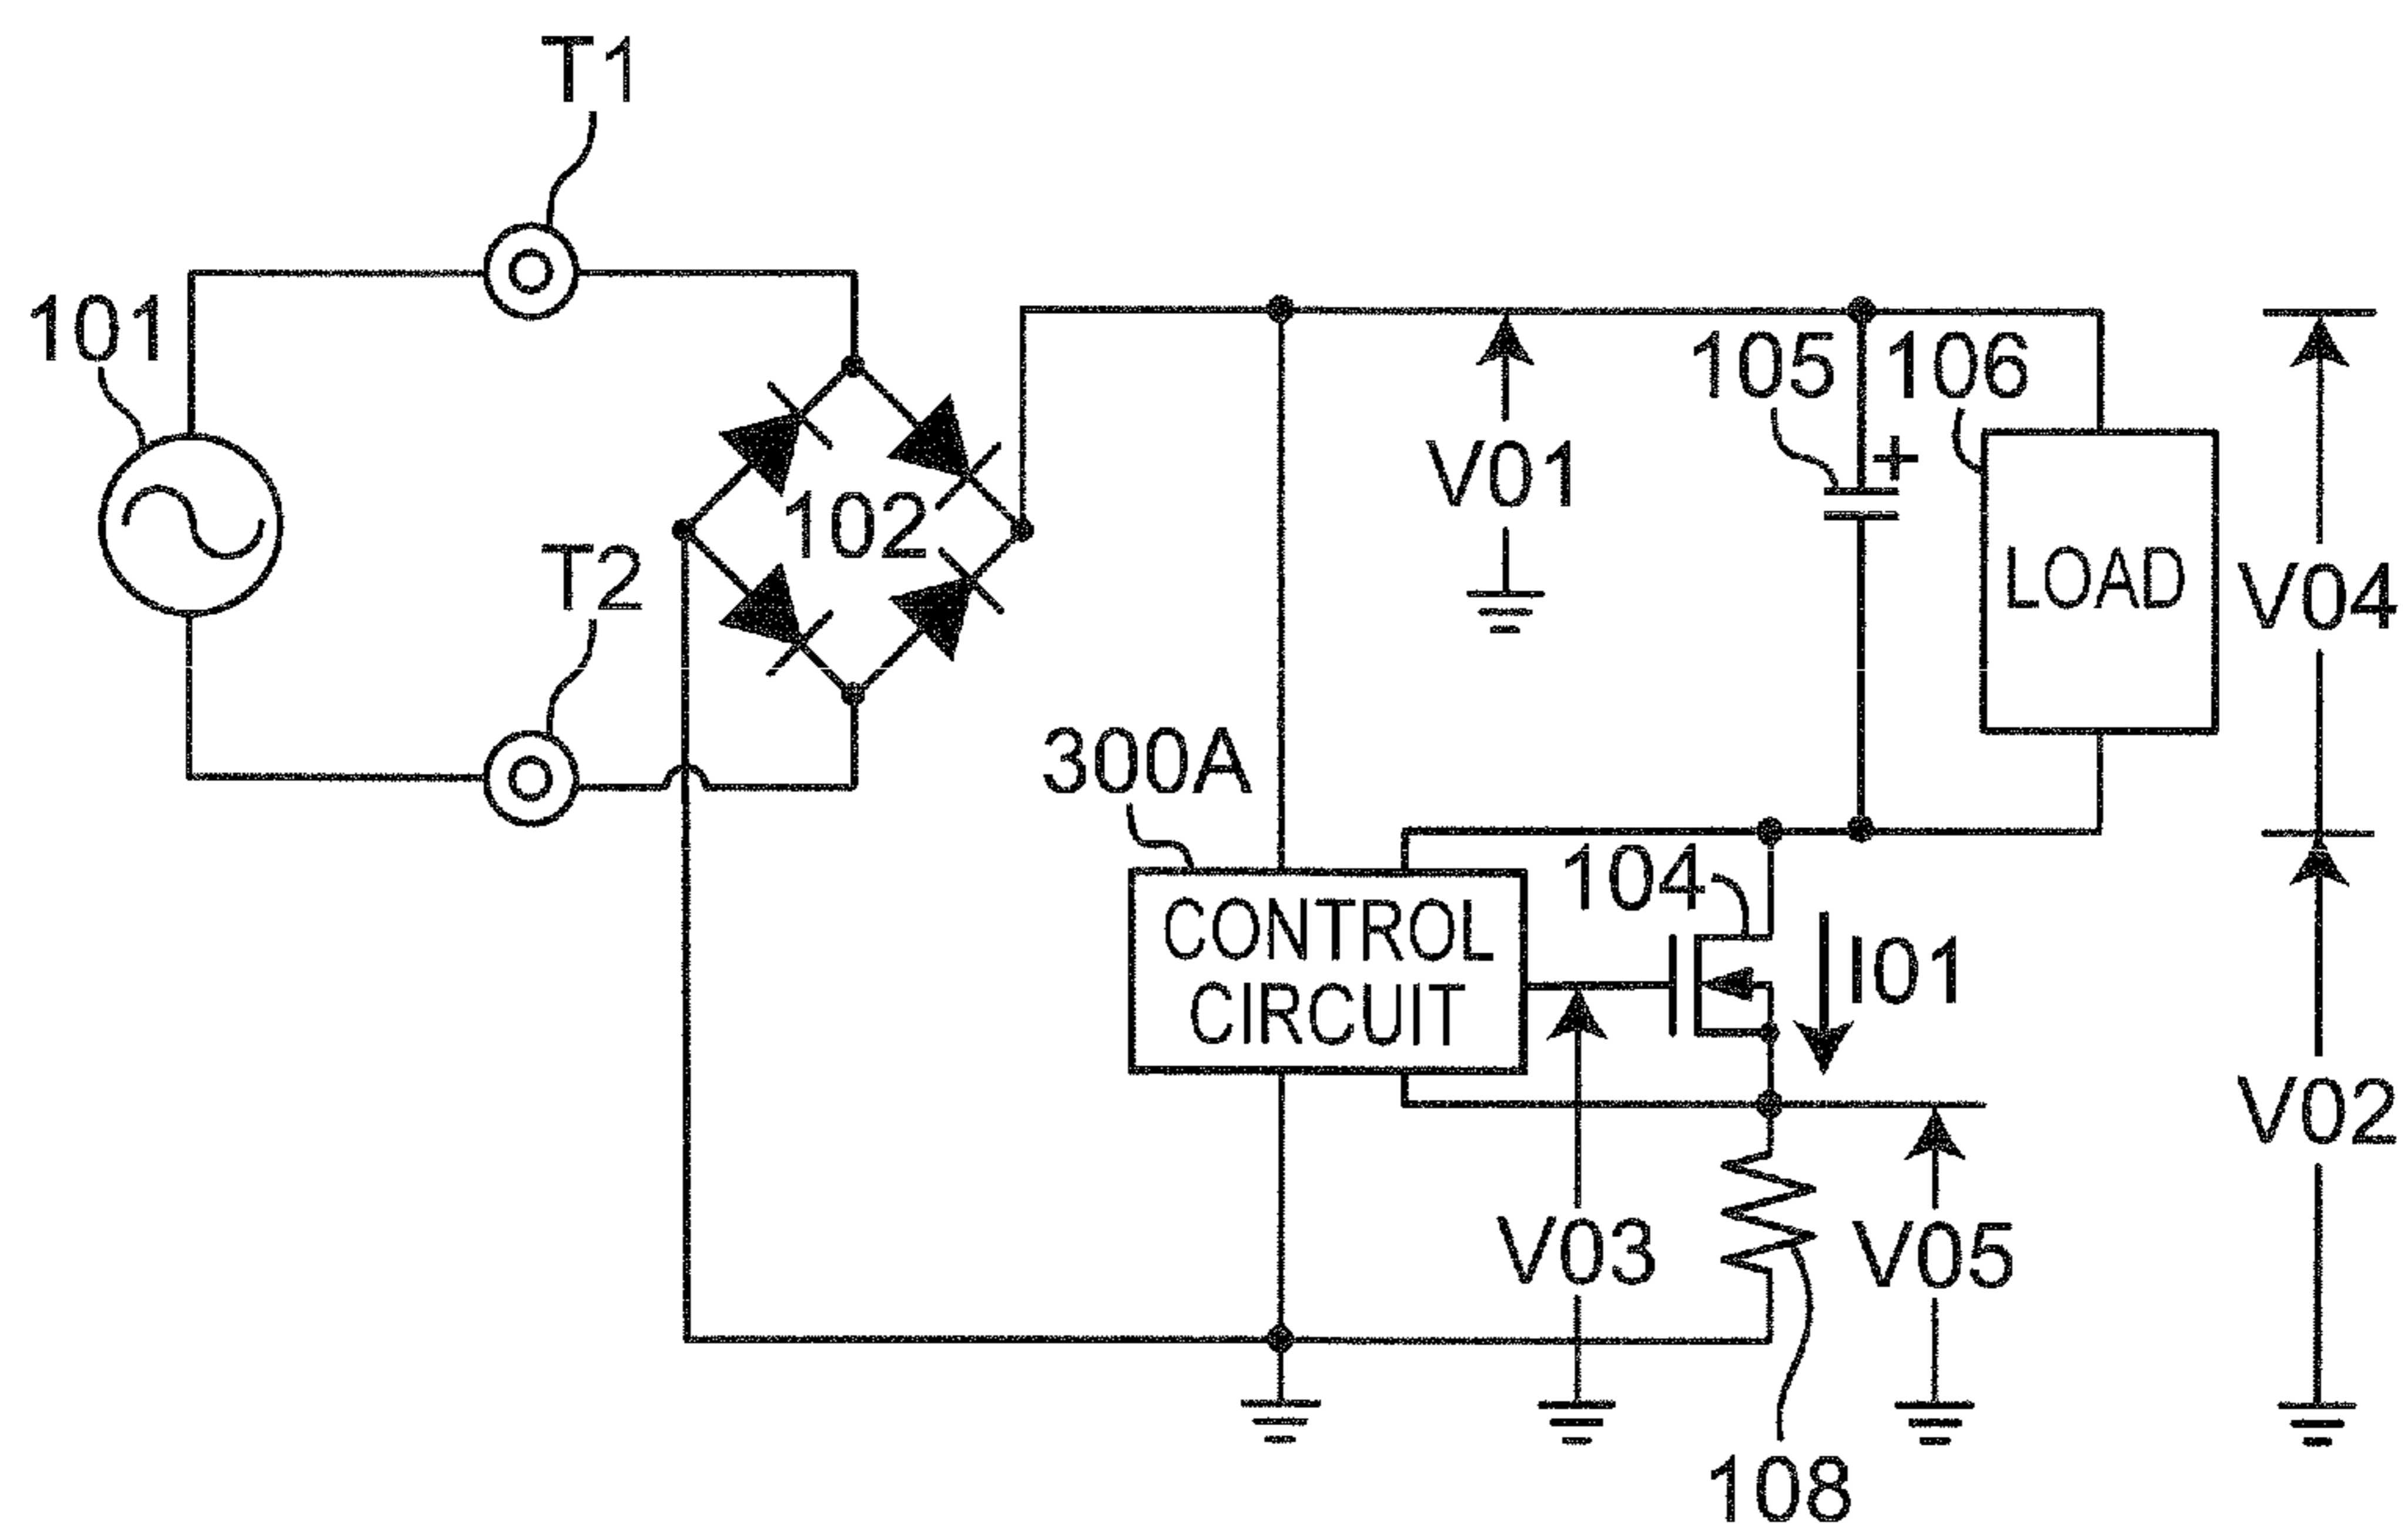 T1
101
105
106
+
V01
102
T2
LOAD
V04
300A
104
CONTROL
CIRCUIT
I01
V02
V03
V05
108